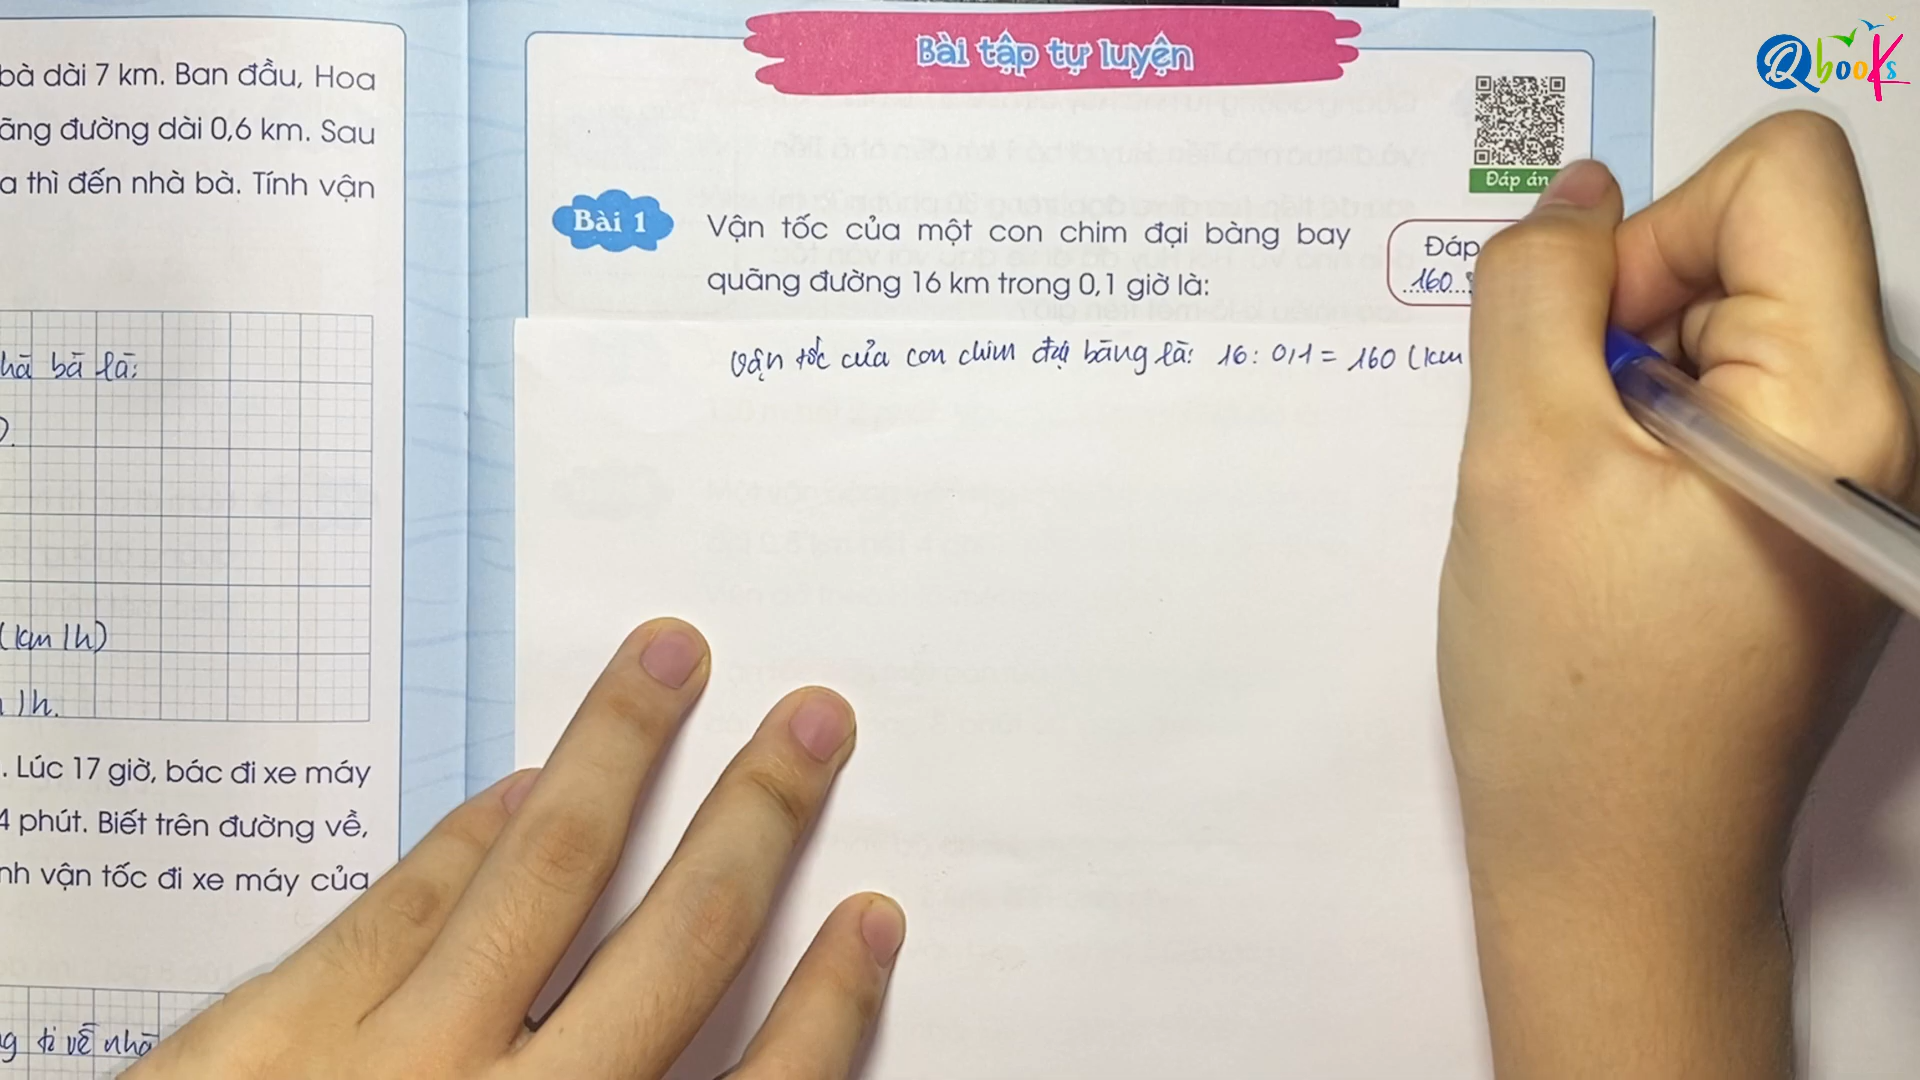 bà dài 7 km. Ban đầu, Hoa
ãng đường dài 0,6 km. Sau
a thì đến nhà bà. Tính vận
hà bà là:
(km/h)
/h.
. Lúc 17 giờ, bác đi xe máy
4 phút. Biết trên đường về,
nh vận tốc đi xe máy của
g đi về nhà
Bài tập tự luyện
Qbooks
Đáp án
Bài 1
Vận tốc của một con chim đại bàng bay
quãng đường 16 km trong 0,1 giờ là:
Đáp
160
Vận tốc của con chim đại bàng là: 16 : 0,1 = 160 (km